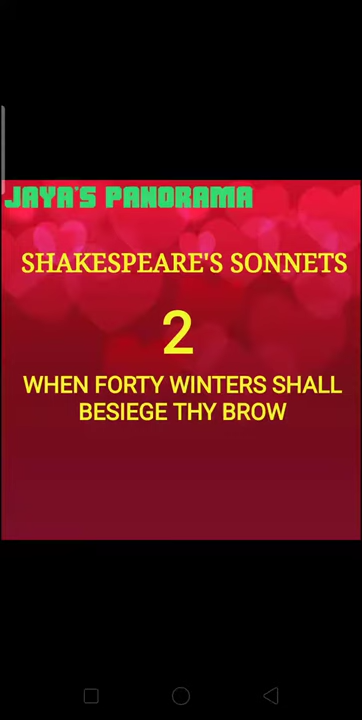 JAYA'S PANORAMA
SHAKESPEARE'S SONNETS
2
WHEN FORTY WINTERS SHALL
BESIEGE THY BROW